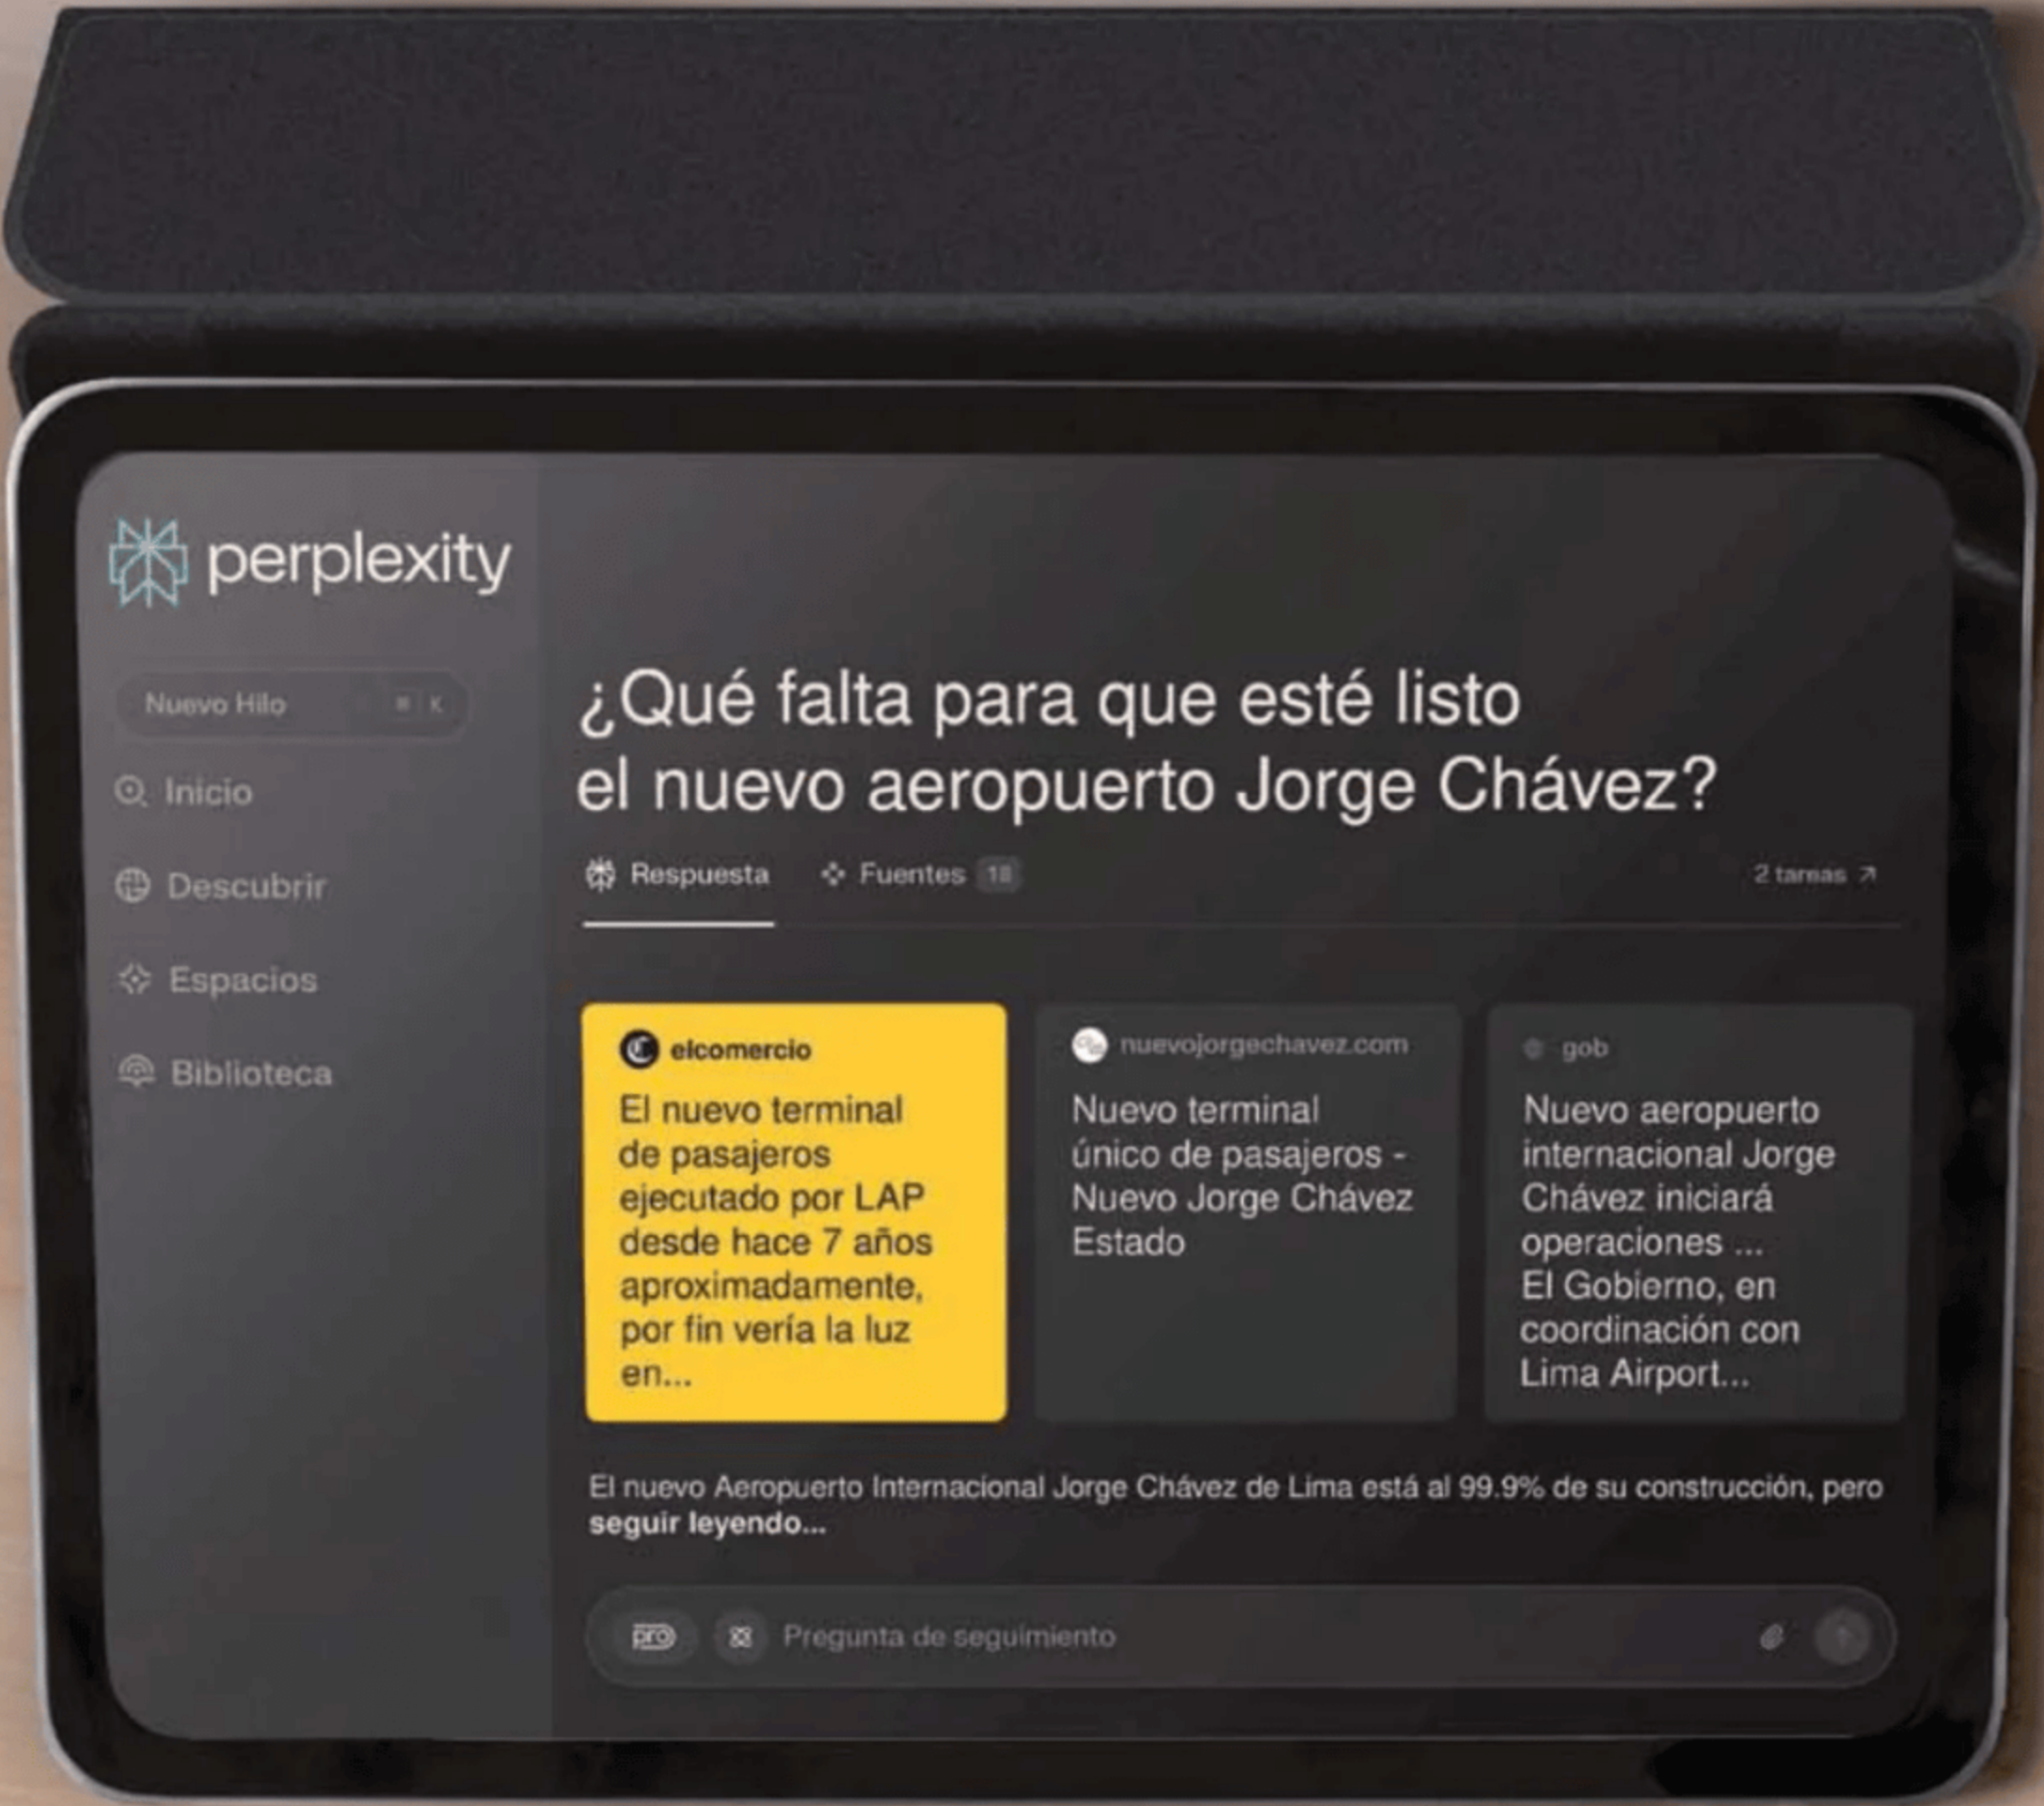 perplexity
Nuevo Hilo ⌘ K
Inicio
Descubrir
Espacios
Biblioteca
¿Qué falta para que esté listo
el nuevo aeropuerto Jorge Chávez?
Respuesta
Fuentes 18
2 tareas
elcomercio
El nuevo terminal
de pasajeros
ejecutado por LAP
desde hace 7 años
aproximadamente,
por fin vería la luz
en...
nuevojorgechavez.com
Nuevo terminal
único de pasajeros -
Nuevo Jorge Chávez
Estado
gob
Nuevo aeropuerto
internacional Jorge
Chávez iniciará
operaciones ...
El Gobierno, en
coordinación con
Lima Airport...
El nuevo Aeropuerto Internacional Jorge Chávez de Lima está al 99.9% de su construcción, pero
seguir leyendo...
pro
Pregunta de seguimiento